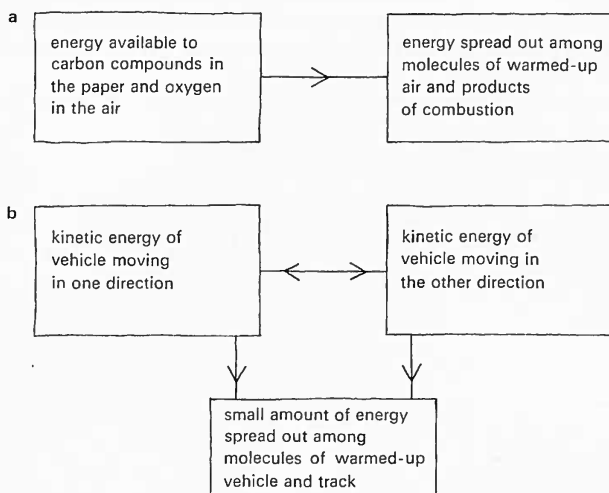 a
energy available to
carbon compounds in
the paper and oxygen
in the air
energy spread out among
molecules of warmed-up
air and products
of combustion
b
kinetic energy of
vehicle moving
in one direction
kinetic energy of
vehicle moving in
the other direction
small amount of energy
spread out among
molecules of warmed-up
vehicle and track